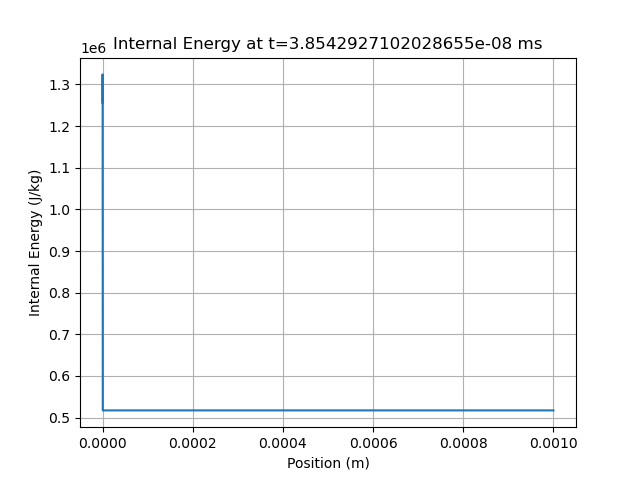 Internal Energy at t=3.8542927102028655e-08 ms
1e6
1.3
1.2
1.1
1.0
0.9
0.8
0.7
0.6
0.5
Internal Energy (J/kg)
0.0000 0.0002 0.0004 0.0006 0.0008 0.0010
Position (m)